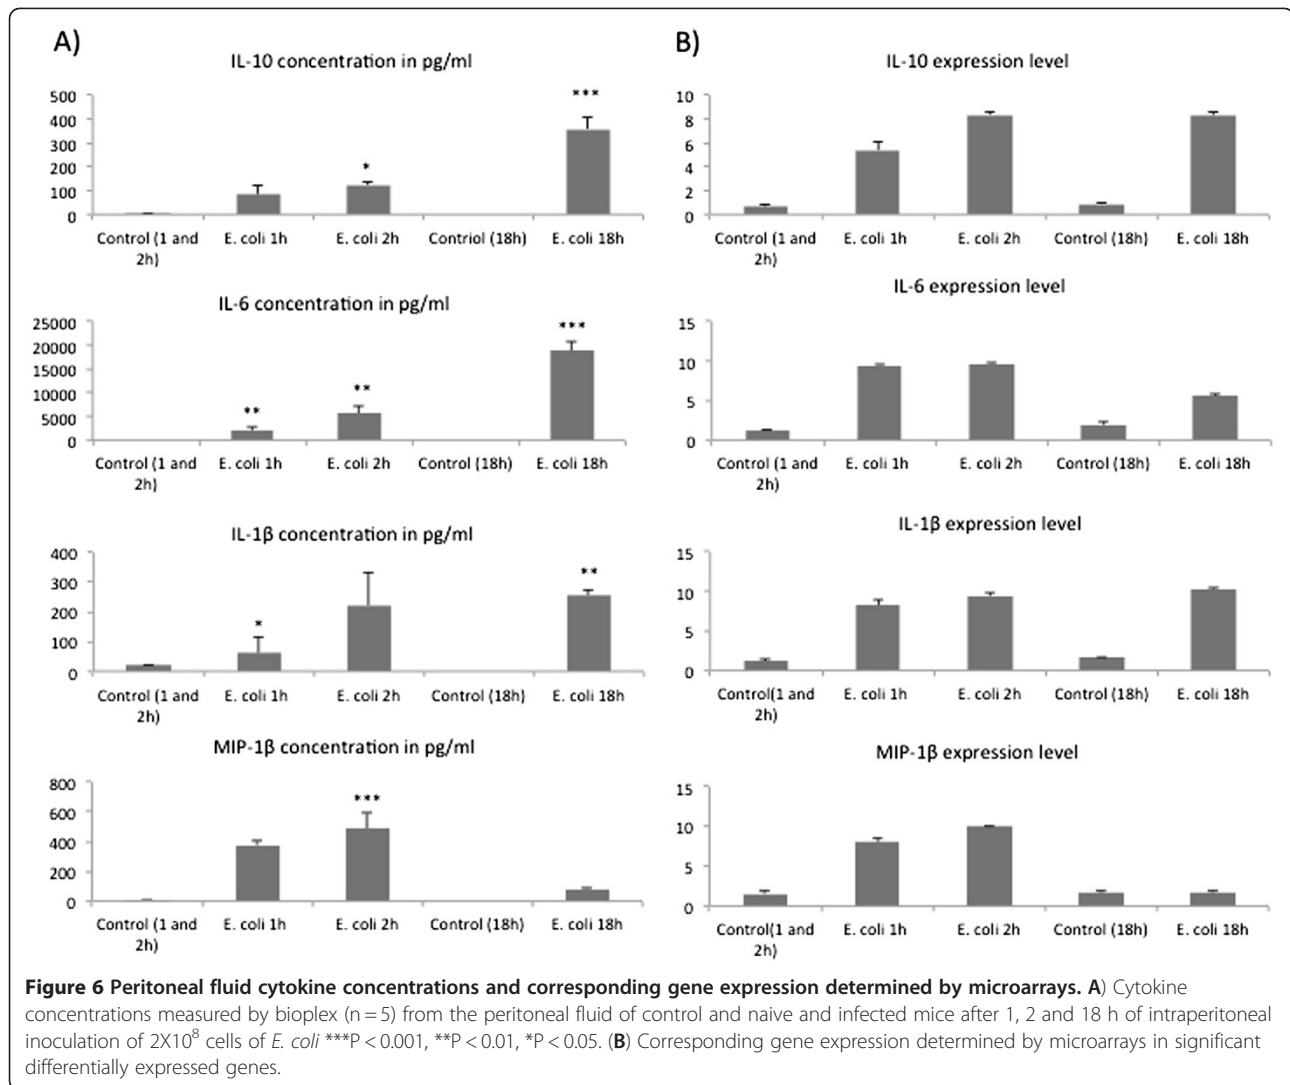 A)
IL-10 concentration in pg/ml
500
400
300
200
100
0
*
***
Control (1 and 2h)
E. coli 1h
E. coli 2h
Contriol (18h)
E. coli 18h
IL-6 concentration in pg/ml
25000
20000
15000
10000
5000
0
**
**
***
Control (1 and 2h)
E. coli 1h
E. coli 2h
Control (18h)
E. coli 18h
IL-1β concentration in pg/ml
400
300
200
100
0
*
**
Control (1 and 2h)
E. coli 1h
E. coli 2h
Control (18h)
E. coli 18h
MIP-1β concentration in pg/ml
800
600
400
200
0
***
Control (1 and 2h)
E. coli 1h
E. coli 2h
Control (18h)
E. coli 18h
B)
IL-10 expression level
10
8
6
4
2
0
Control (1 and 2h)
E. coli 1h
E. coli 2h
Control (18h)
E. coli 18h
IL-6 expression level
15
10
5
0
Control (1 and 2h)
E. coli 1h
E. coli 2h
Control (18h)
E. coli 18h
IL-1β expression level
15
10
5
0
Control(1 and 2h)
E. coli 1h
E. coli 2h
Control (18h)
E. coli 18h
MIP-1β expression level
15
10
5
0
Control(1 and 2h)
E. coli 1h
E. coli 2h
Control (18h)
E. coli 18h
Figure 6 Peritoneal fluid cytokine concentrations and corresponding gene expression determined by microarrays. A) Cytokine
concentrations measured by bioplex (n = 5) from the peritoneal fluid of control and naive and infected mice after 1, 2 and 18 h of intraperitoneal
inoculation of 2X10⁸ cells of E. coli ***P < 0.001, **P < 0.01, *P < 0.05. (B) Corresponding gene expression determined by microarrays in significant
differentially expressed genes.